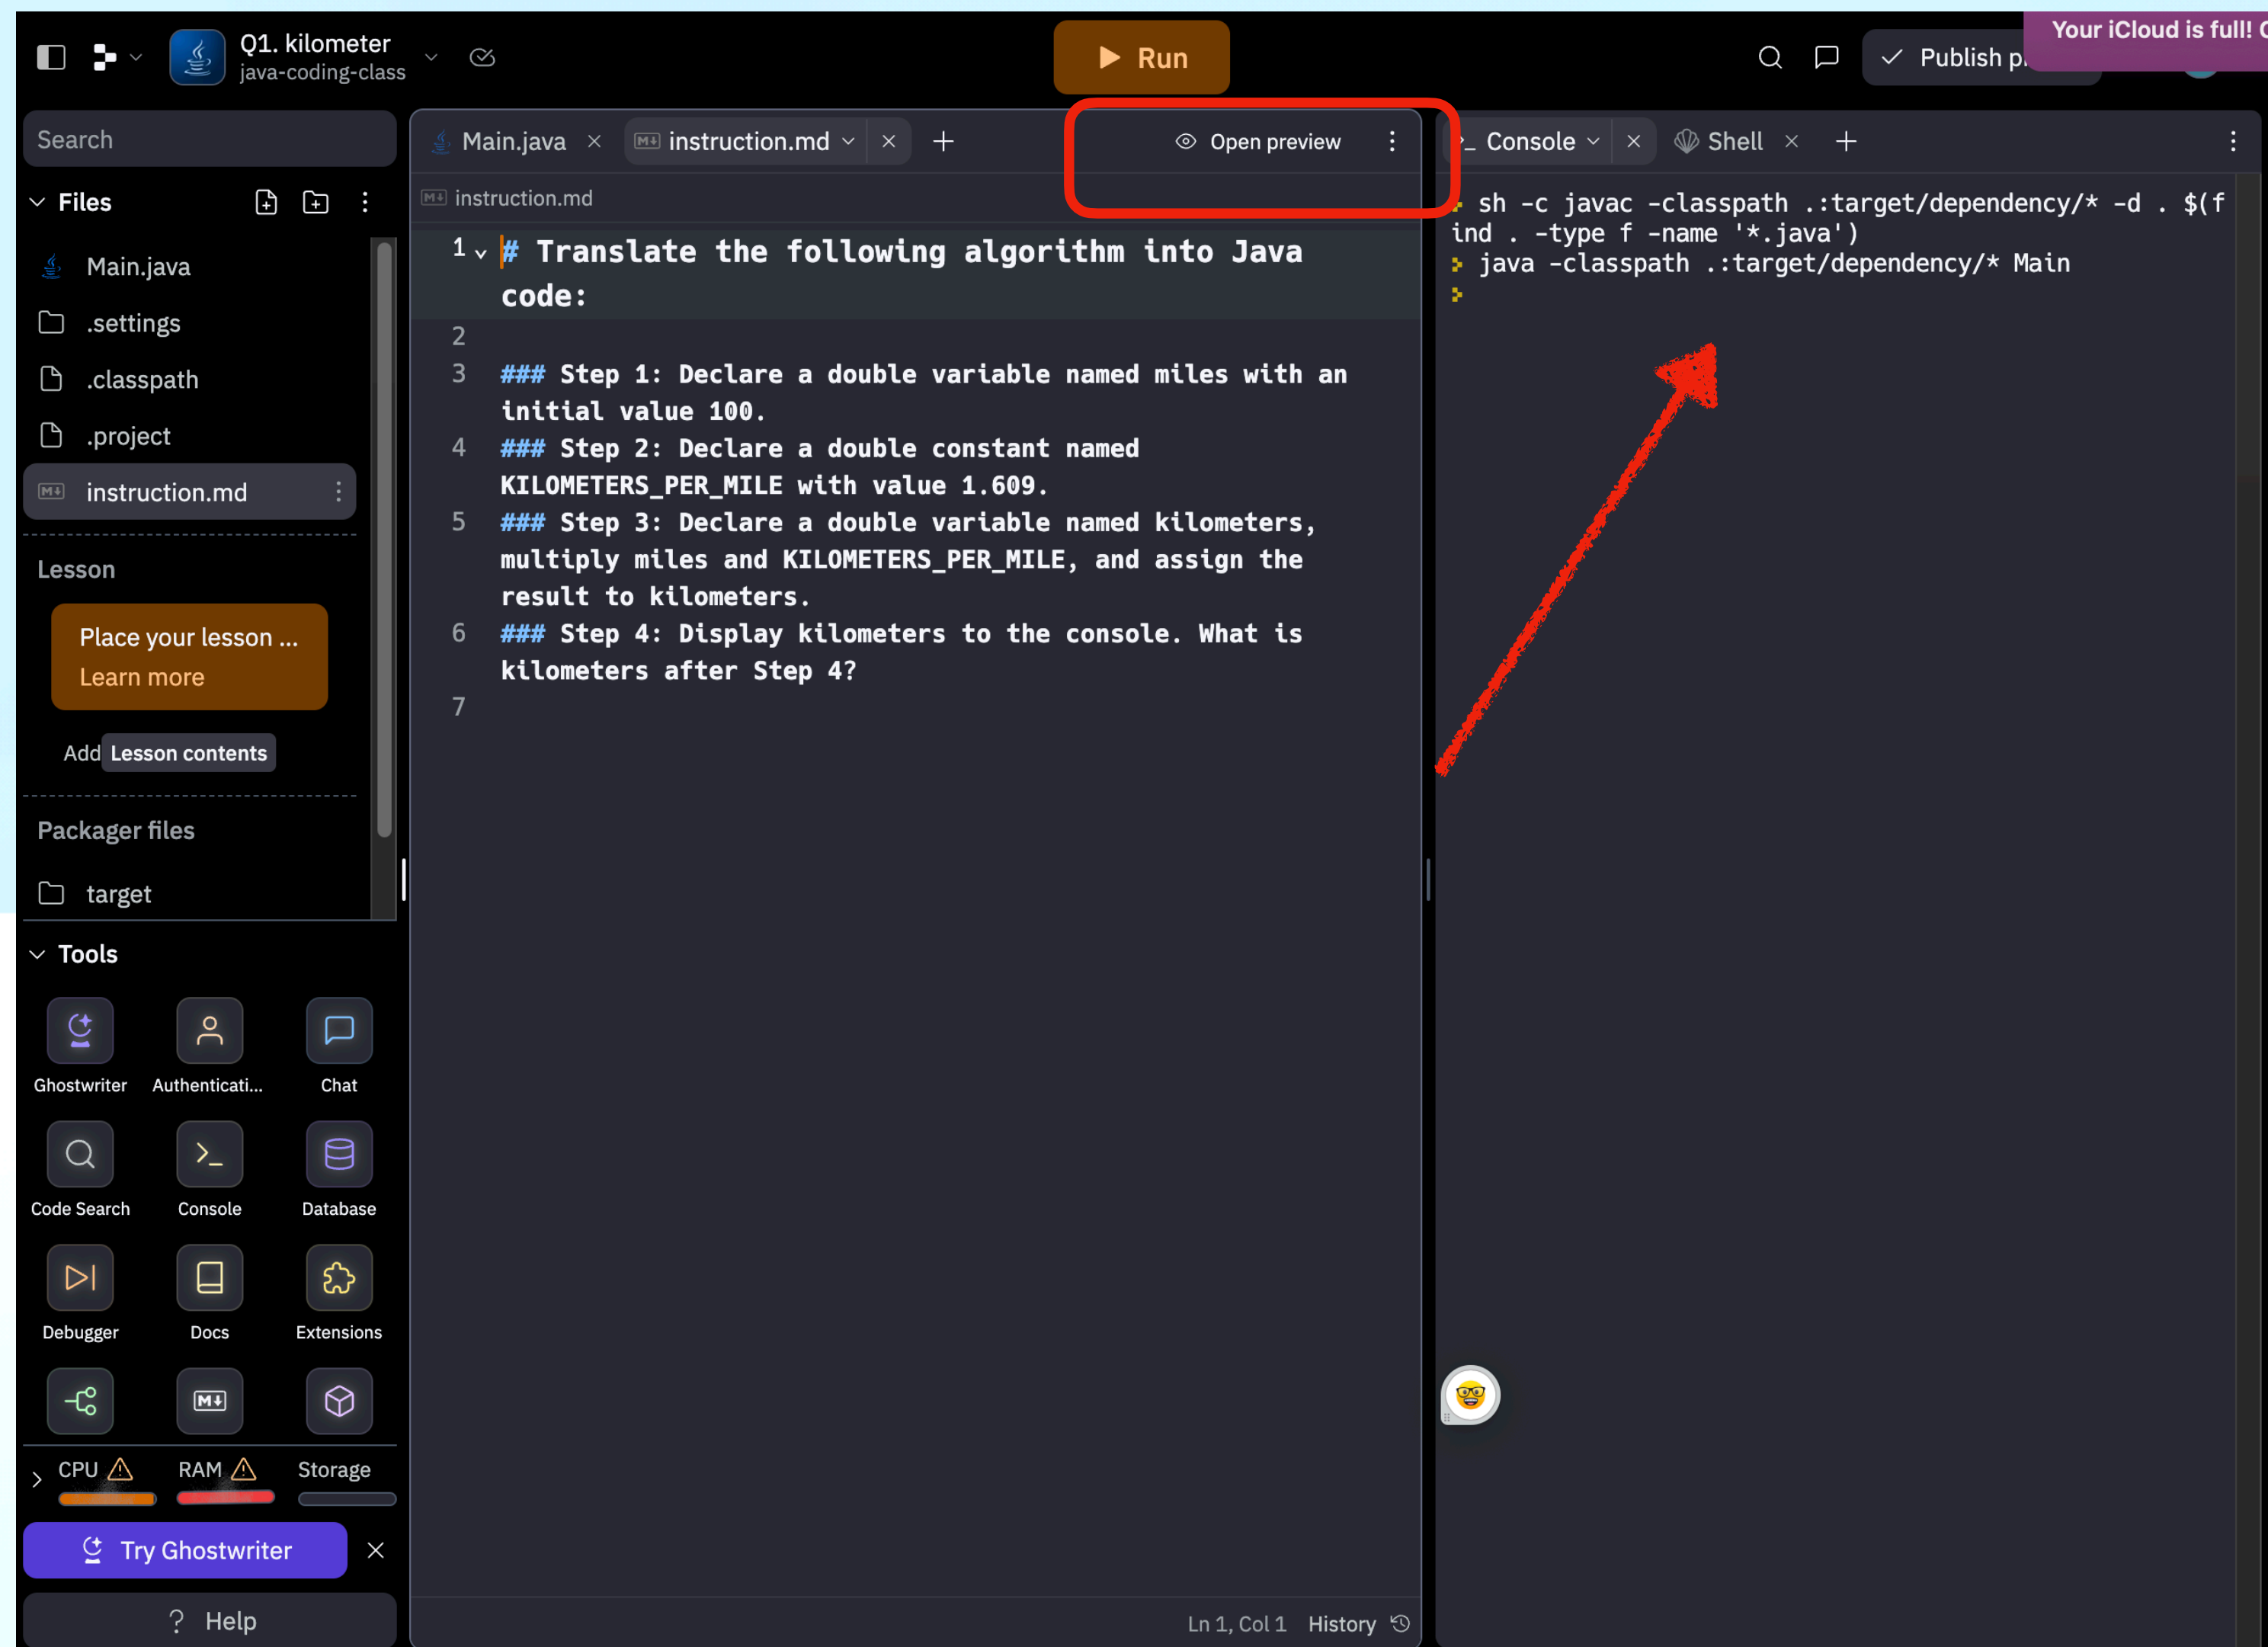 Q1. kilometer
java-coding-class
Run
Publish
Your iCloud is full!
Search
Files
Main.java
.settings
.classpath
.project
instruction.md
Lesson
Place your lesson ...
Learn more
Add Lesson contents
Packager files
target
Tools
Ghostwriter
Authenticati...
Chat
Code Search
Console
Database
Debugger
Docs
Extensions
CPU
RAM
Storage
Try Ghostwriter
? Help
Main.java
instruction.md
Open preview
instruction.md
1 # Translate the following algorithm into Java
code:
2
3 ### Step 1: Declare a double variable named miles with an
initial value 100.
4 ### Step 2: Declare a double constant named
KILOMETERS_PER_MILE with value 1.609.
5 ### Step 3: Declare a double variable named kilometers,
multiply miles and KILOMETERS_PER_MILE, and assign the
result to kilometers.
6 ### Step 4: Display kilometers to the console. What is
kilometers after Step 4?
7
Ln 1, Col 1 History
Console
Shell
sh -c javac -classpath .:target/dependency/* -d . $(f
ind . -type f -name '*.java')
java -classpath .:target/dependency/* Main